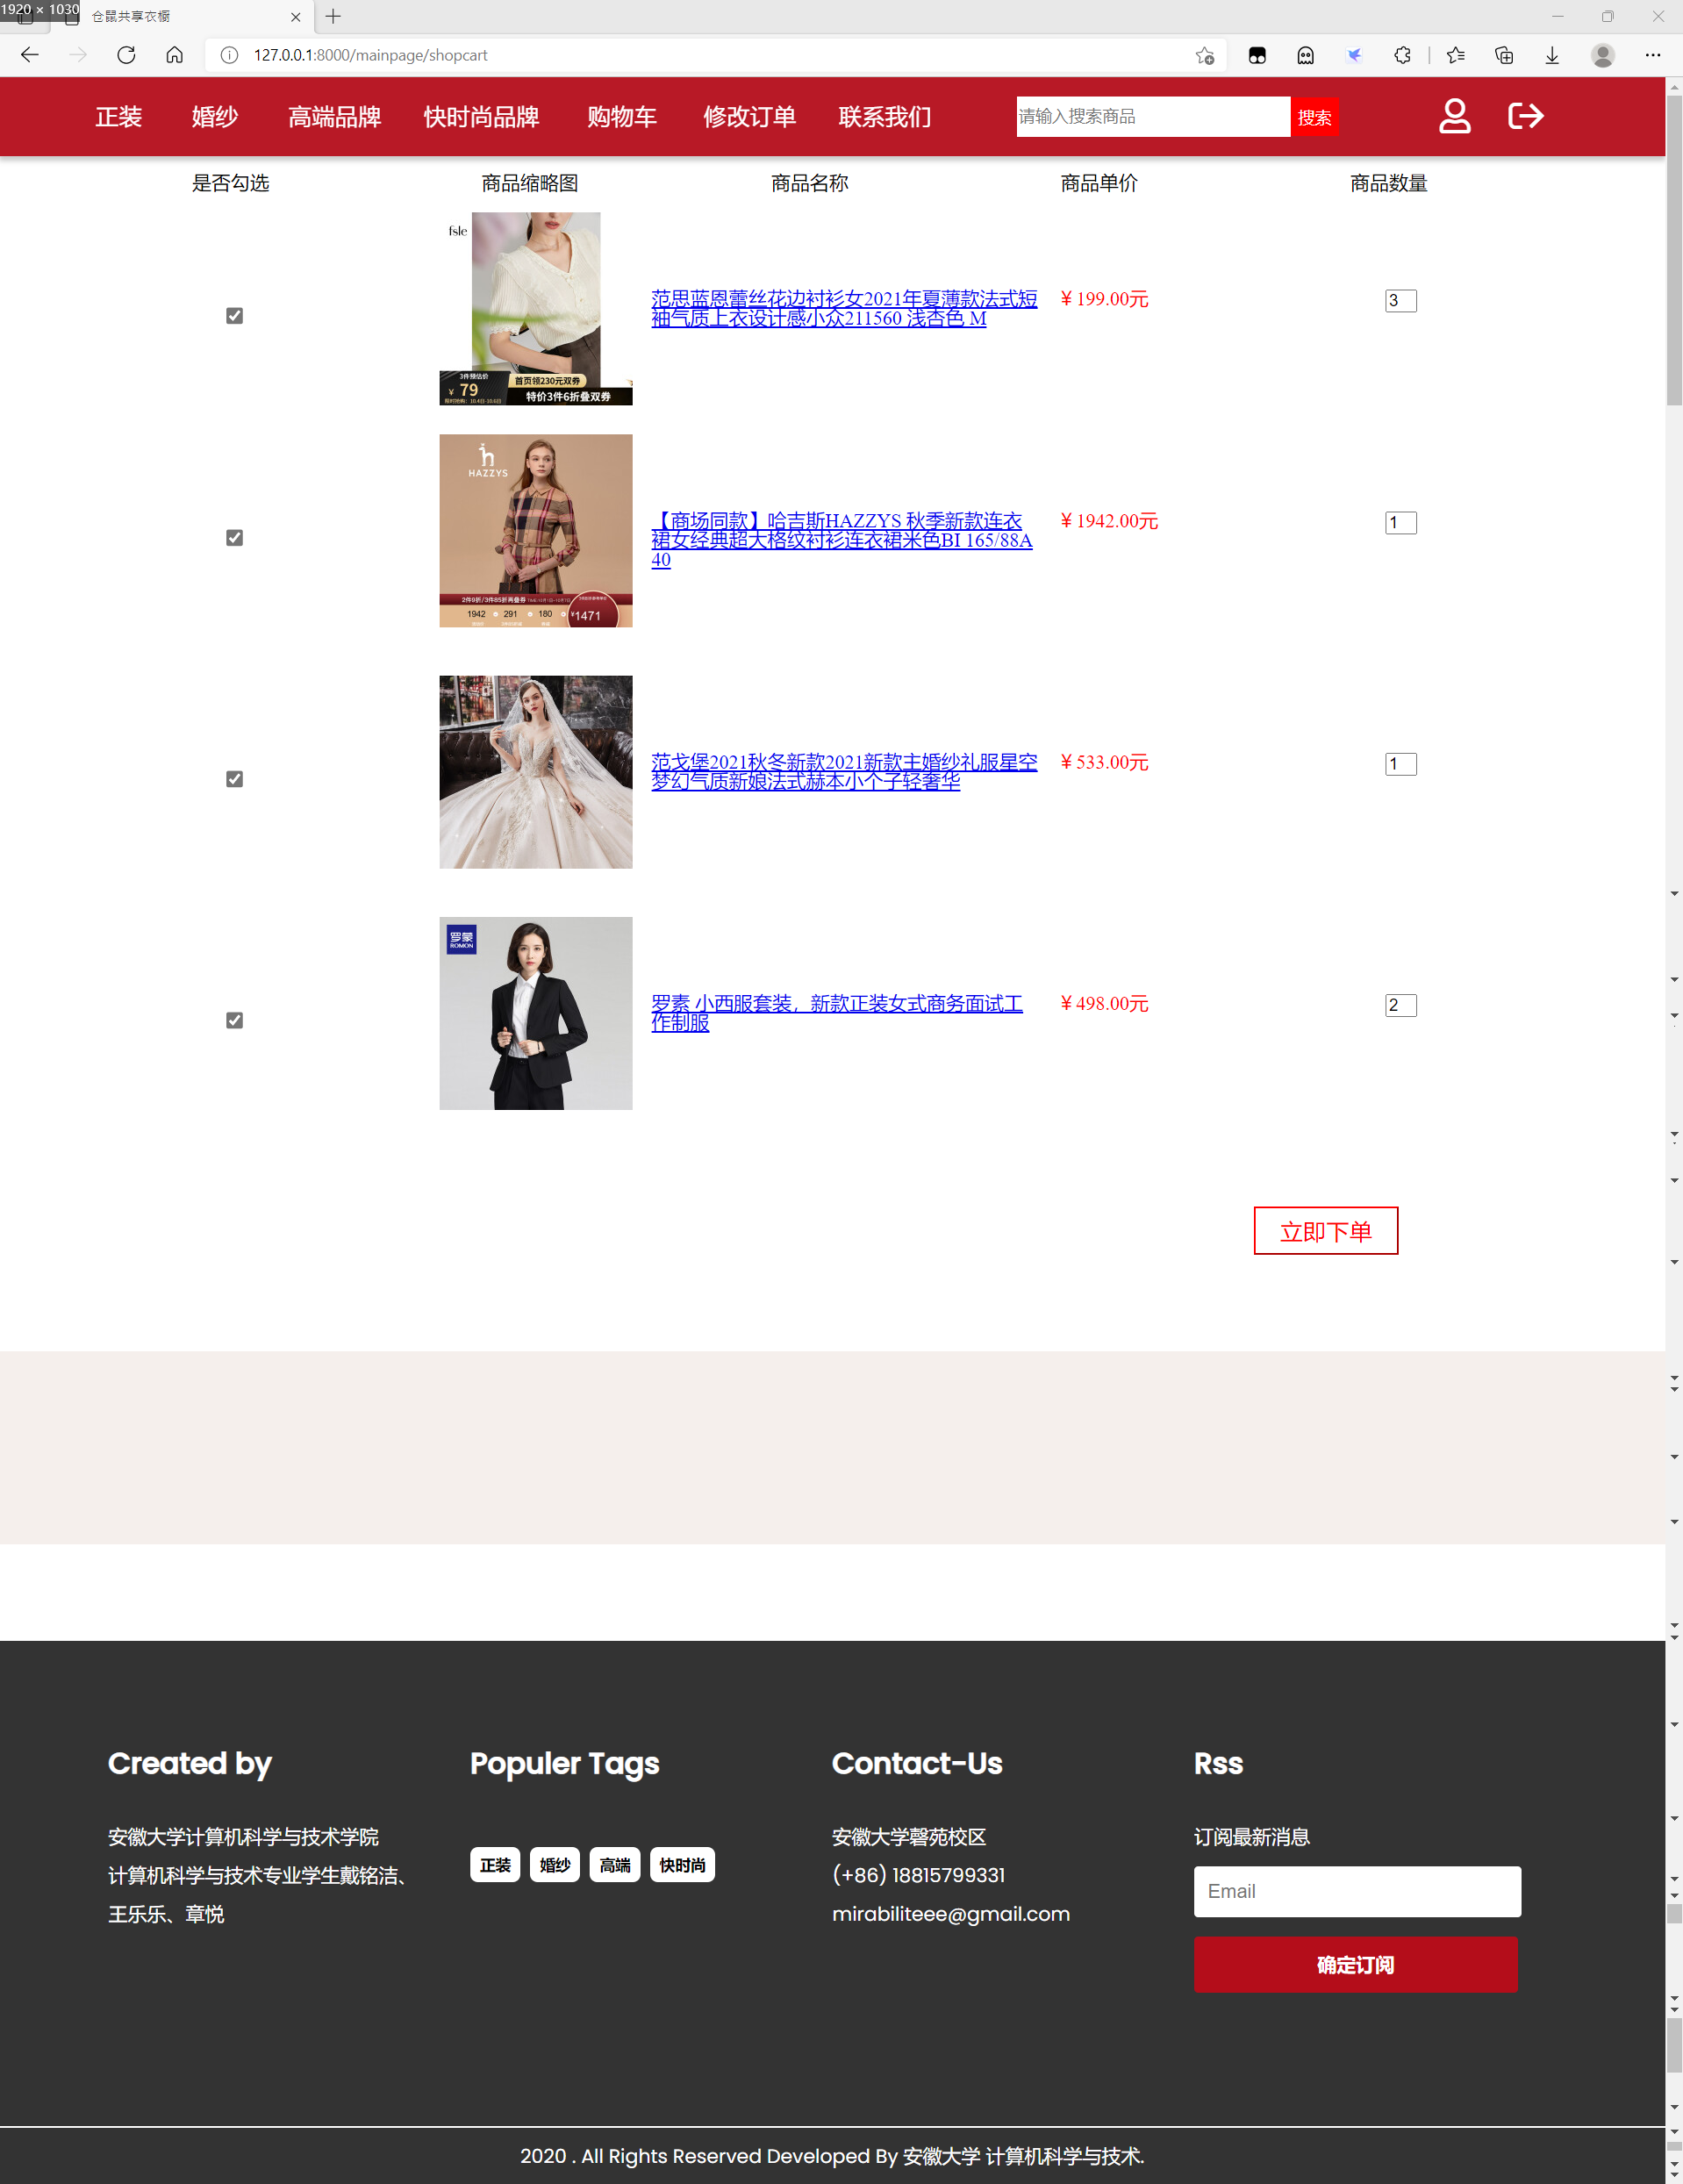 1920 × 1030
仓鼠共享衣橱
127.0.0.1:8000/mainpage/shopcart
正装 婚纱 高端品牌 快时尚品牌 购物车 修改订单 联系我们 请输入搜索商品 搜索
是否勾选 商品缩略图 商品名称 商品单价 商品数量
fsle
范思蓝恩蕾丝花边衬衫女2021年夏薄款法式短
袖气质上衣设计感小众211560 浅杏色 M
￥199.00元
3
3件预估价
¥ 79
首页领230元双券
特价3件6折叠双券
HAZZYS
【商场同款】哈吉斯HAZZYS 秋季新款连衣
裙女经典超大格纹衬衫连衣裙米色BI 165/88A
40
￥1942.00元
1
2件9折/3件85折再叠券
1942 291 180 ¥1471
范戈堡2021秋冬新款2021新款主婚纱礼服星空
梦幻气质新娘法式赫本小个子轻奢华
￥533.00元
1
罗蒙
ROMON
罗素 小西服套装，新款正装女式商务面试工
作制服
￥498.00元
2
立即下单
Created by
安徽大学计算机科学与技术学院
计算机科学与技术专业学生戴铭洁、
王乐乐、章悦
Populer Tags
正装 婚纱 高端 快时尚
Contact-Us
安徽大学磬苑校区
(+86) 18815799331
mirabiliteee@gmail.com
Rss
订阅最新消息
Email
确定订阅
2020 . All Rights Reserved Developed By 安徽大学 计算机科学与技术.